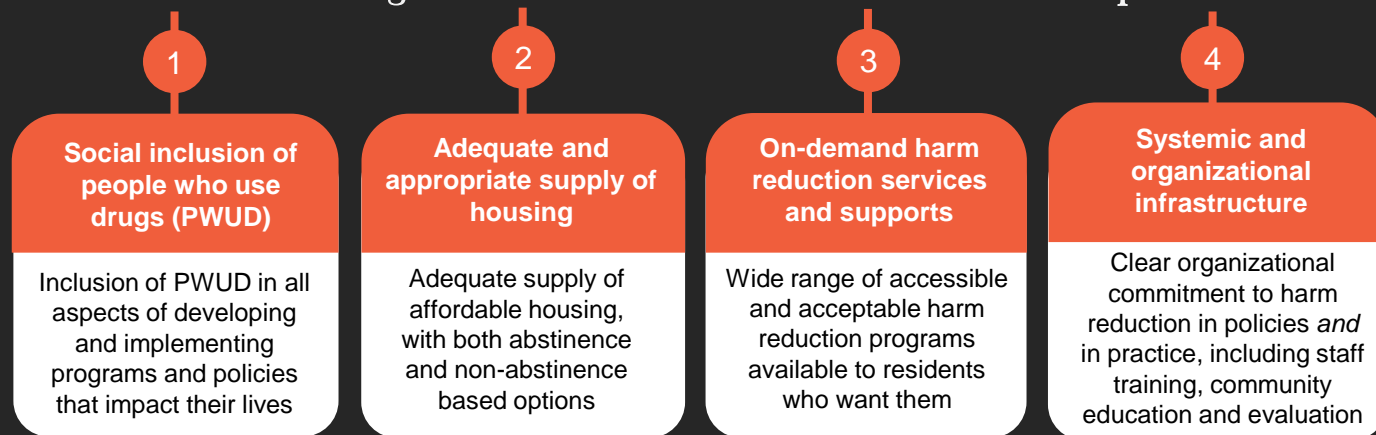 1
Social inclusion of
people who use
drugs (PWUD)
Inclusion of PWUD in all
aspects of developing
and implementing
programs and policies
that impact their lives
2
Adequate and
appropriate supply of
housing
Adequate supply of
affordable housing,
with both abstinence
and non-abstinence
based options
3
On-demand harm
reduction services
and supports
Wide range of accessible
and acceptable harm
reduction programs
available to residents
who want them
4
Systemic and
organizational
infrastructure
Clear organizational
commitment to harm
reduction in policies and
in practice, including staff
training, community
education and evaluation